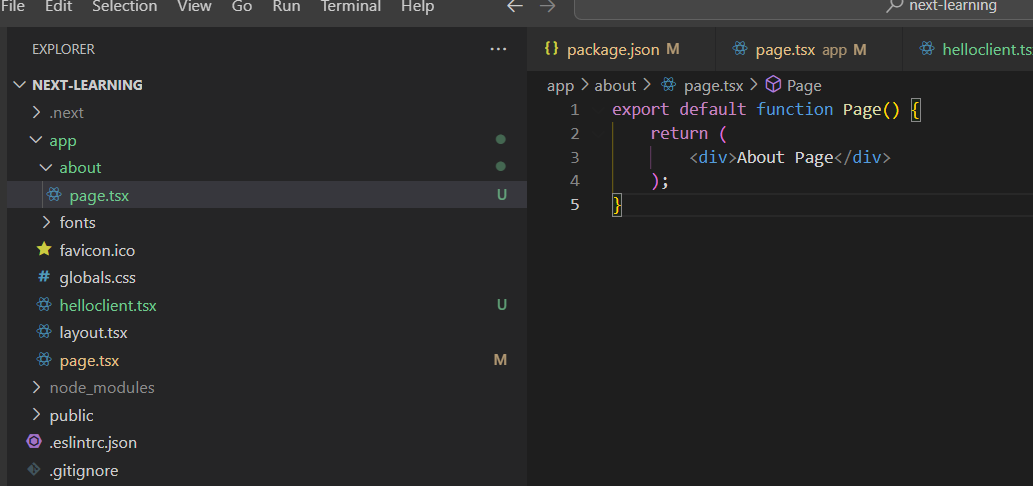 File Edit Selection View Go Run Terminal Help next-learning
EXPLORER ...
{} package.json M page.tsx app M helloclient.ts
NEXT-LEARNING
app > about > page.tsx > Page
.next
1 export default function Page() {
app
2 return (
about
3 <div>About Page</div>
page.tsx U
4 );
fonts
5 }
favicon.ico
# globals.css
helloclient.tsx U
layout.tsx
page.tsx M
node_modules
public
.eslintrc.json
.gitignore